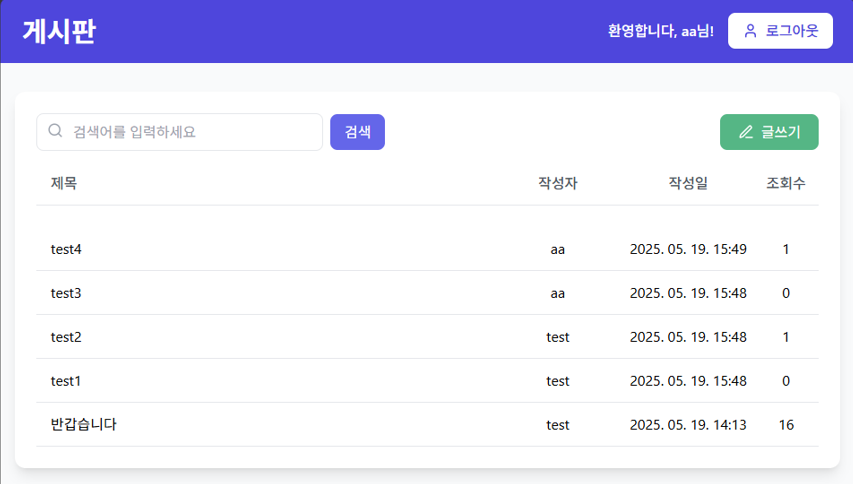 게시판
환영합니다, aa님! 로그아웃
검색어를 입력하세요 검색 글쓰기
제목 작성자 작성일 조회수
test4 aa 2025. 05. 19. 15:49 1
test3 aa 2025. 05. 19. 15:48 0
test2 test 2025. 05. 19. 15:48 1
test1 test 2025. 05. 19. 15:48 0
반갑습니다 test 2025. 05. 19. 14:13 16